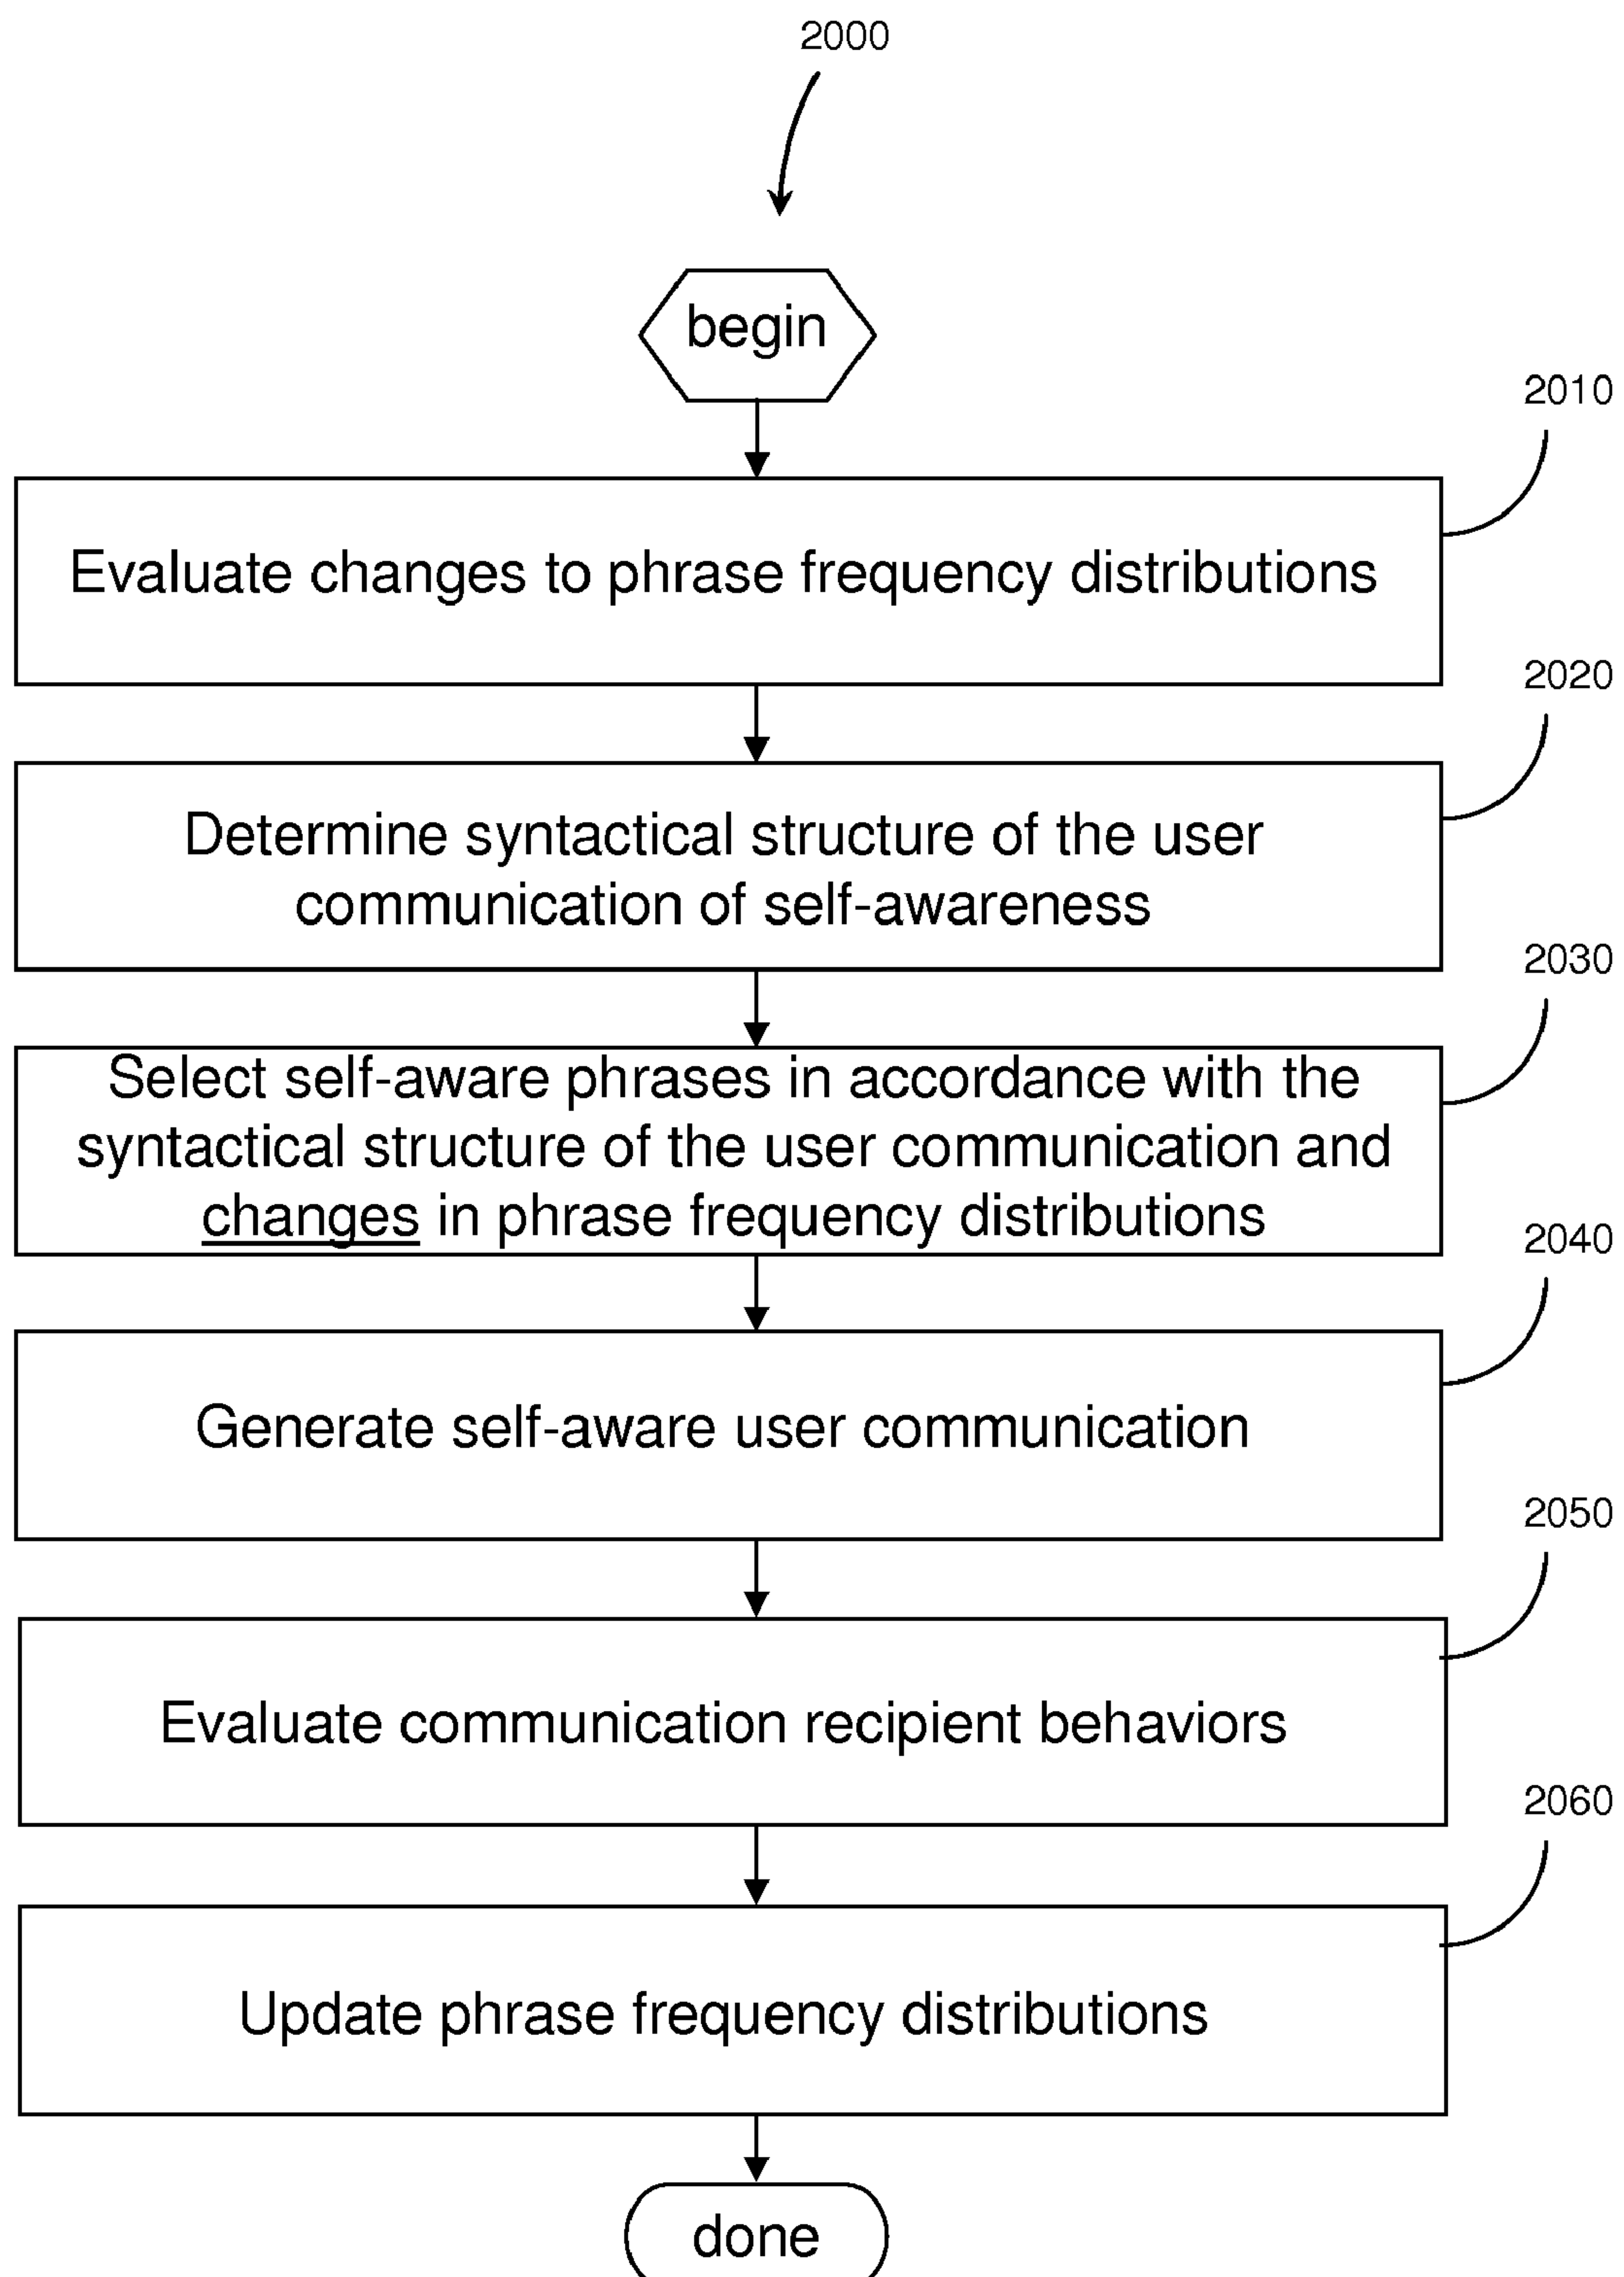 2000
begin
2010
Evaluate changes to phrase frequency distributions
2020
Determine syntactical structure of the user
communication of self-awareness
2030
Select self-aware phrases in accordance with the
syntactical structure of the user communication and
changes in phrase frequency distributions
2040
Generate self-aware user communication
2050
Evaluate communication recipient behaviors
2060
Update phrase frequency distributions
done